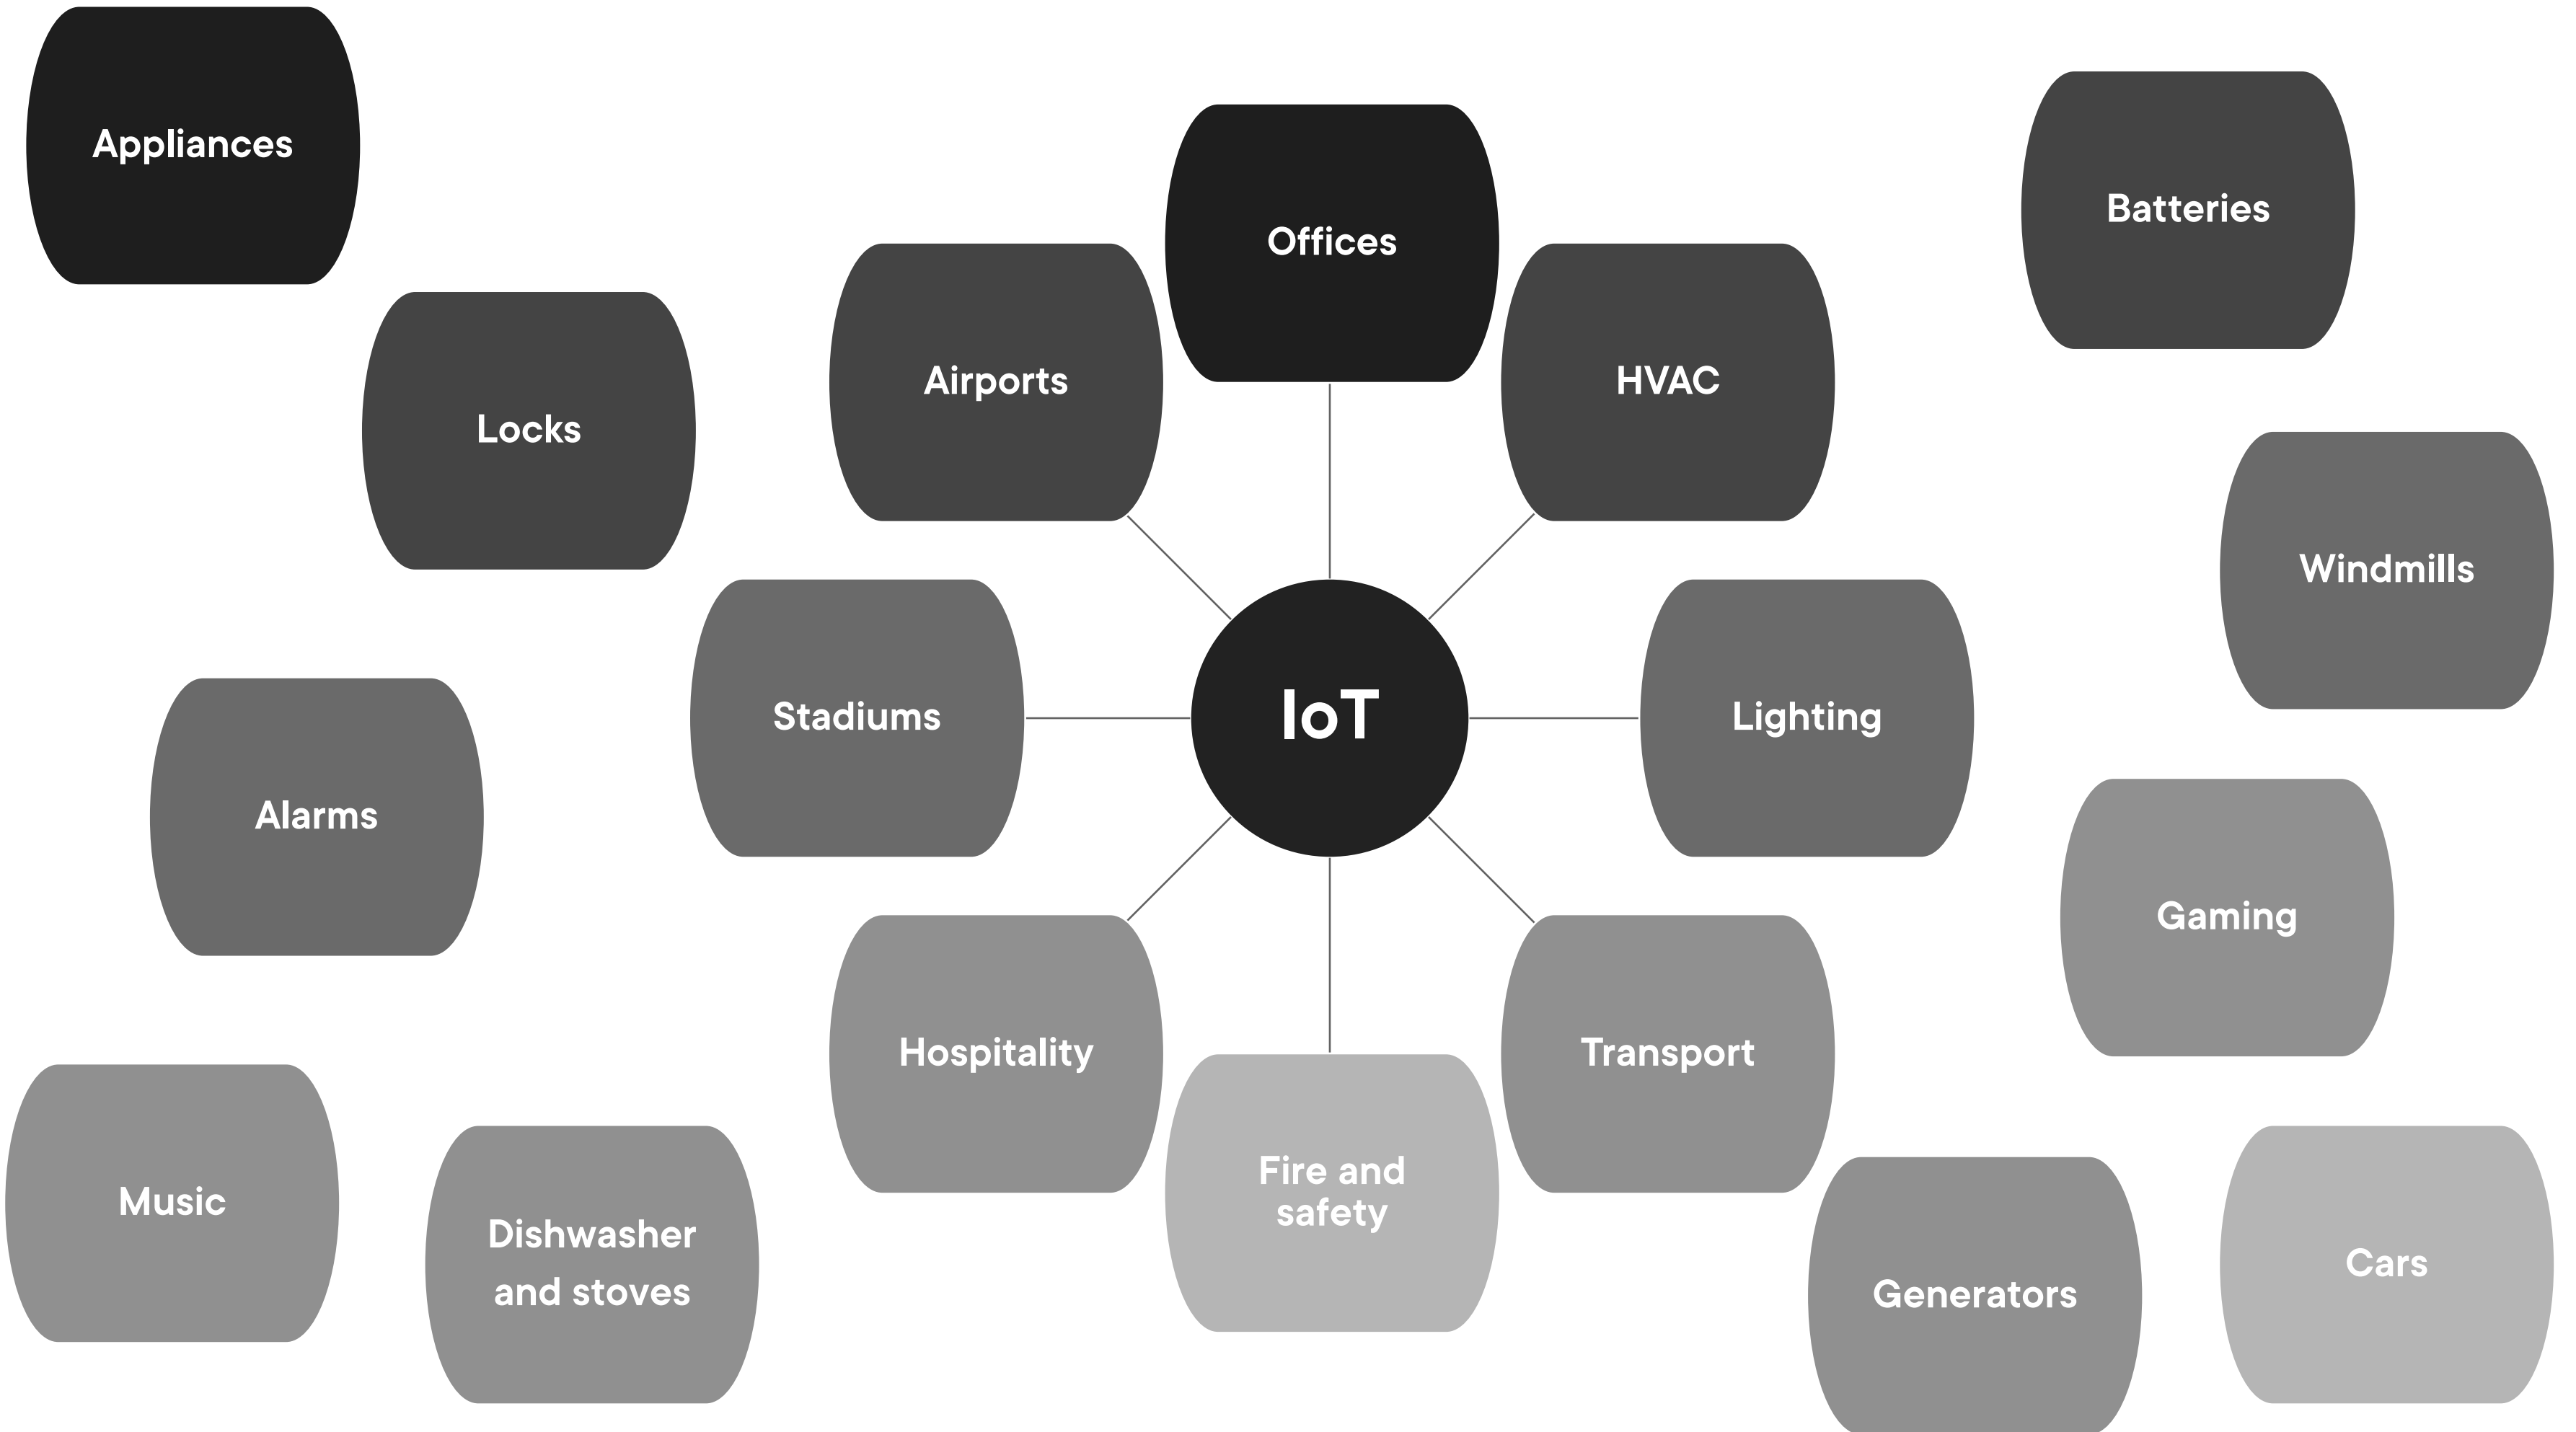 Appliances
Batteries
Offices
Airports
HVAC
Locks
Windmills
Stadiums
IoT
Lighting
Alarms
Gaming
Hospitality
Transport
Fire and
safety
Music
Dishwasher
and stoves
Generators
Cars